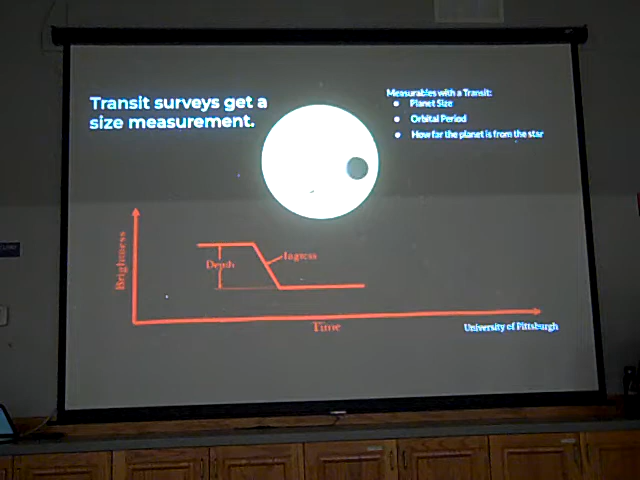 Transit surveys get a
size measurement.
Measurables with a Transit:
Planet Size
Orbital Period
How far the planet is from the star
Brightness
Depth
Ingress
Time
University of Pittsburgh